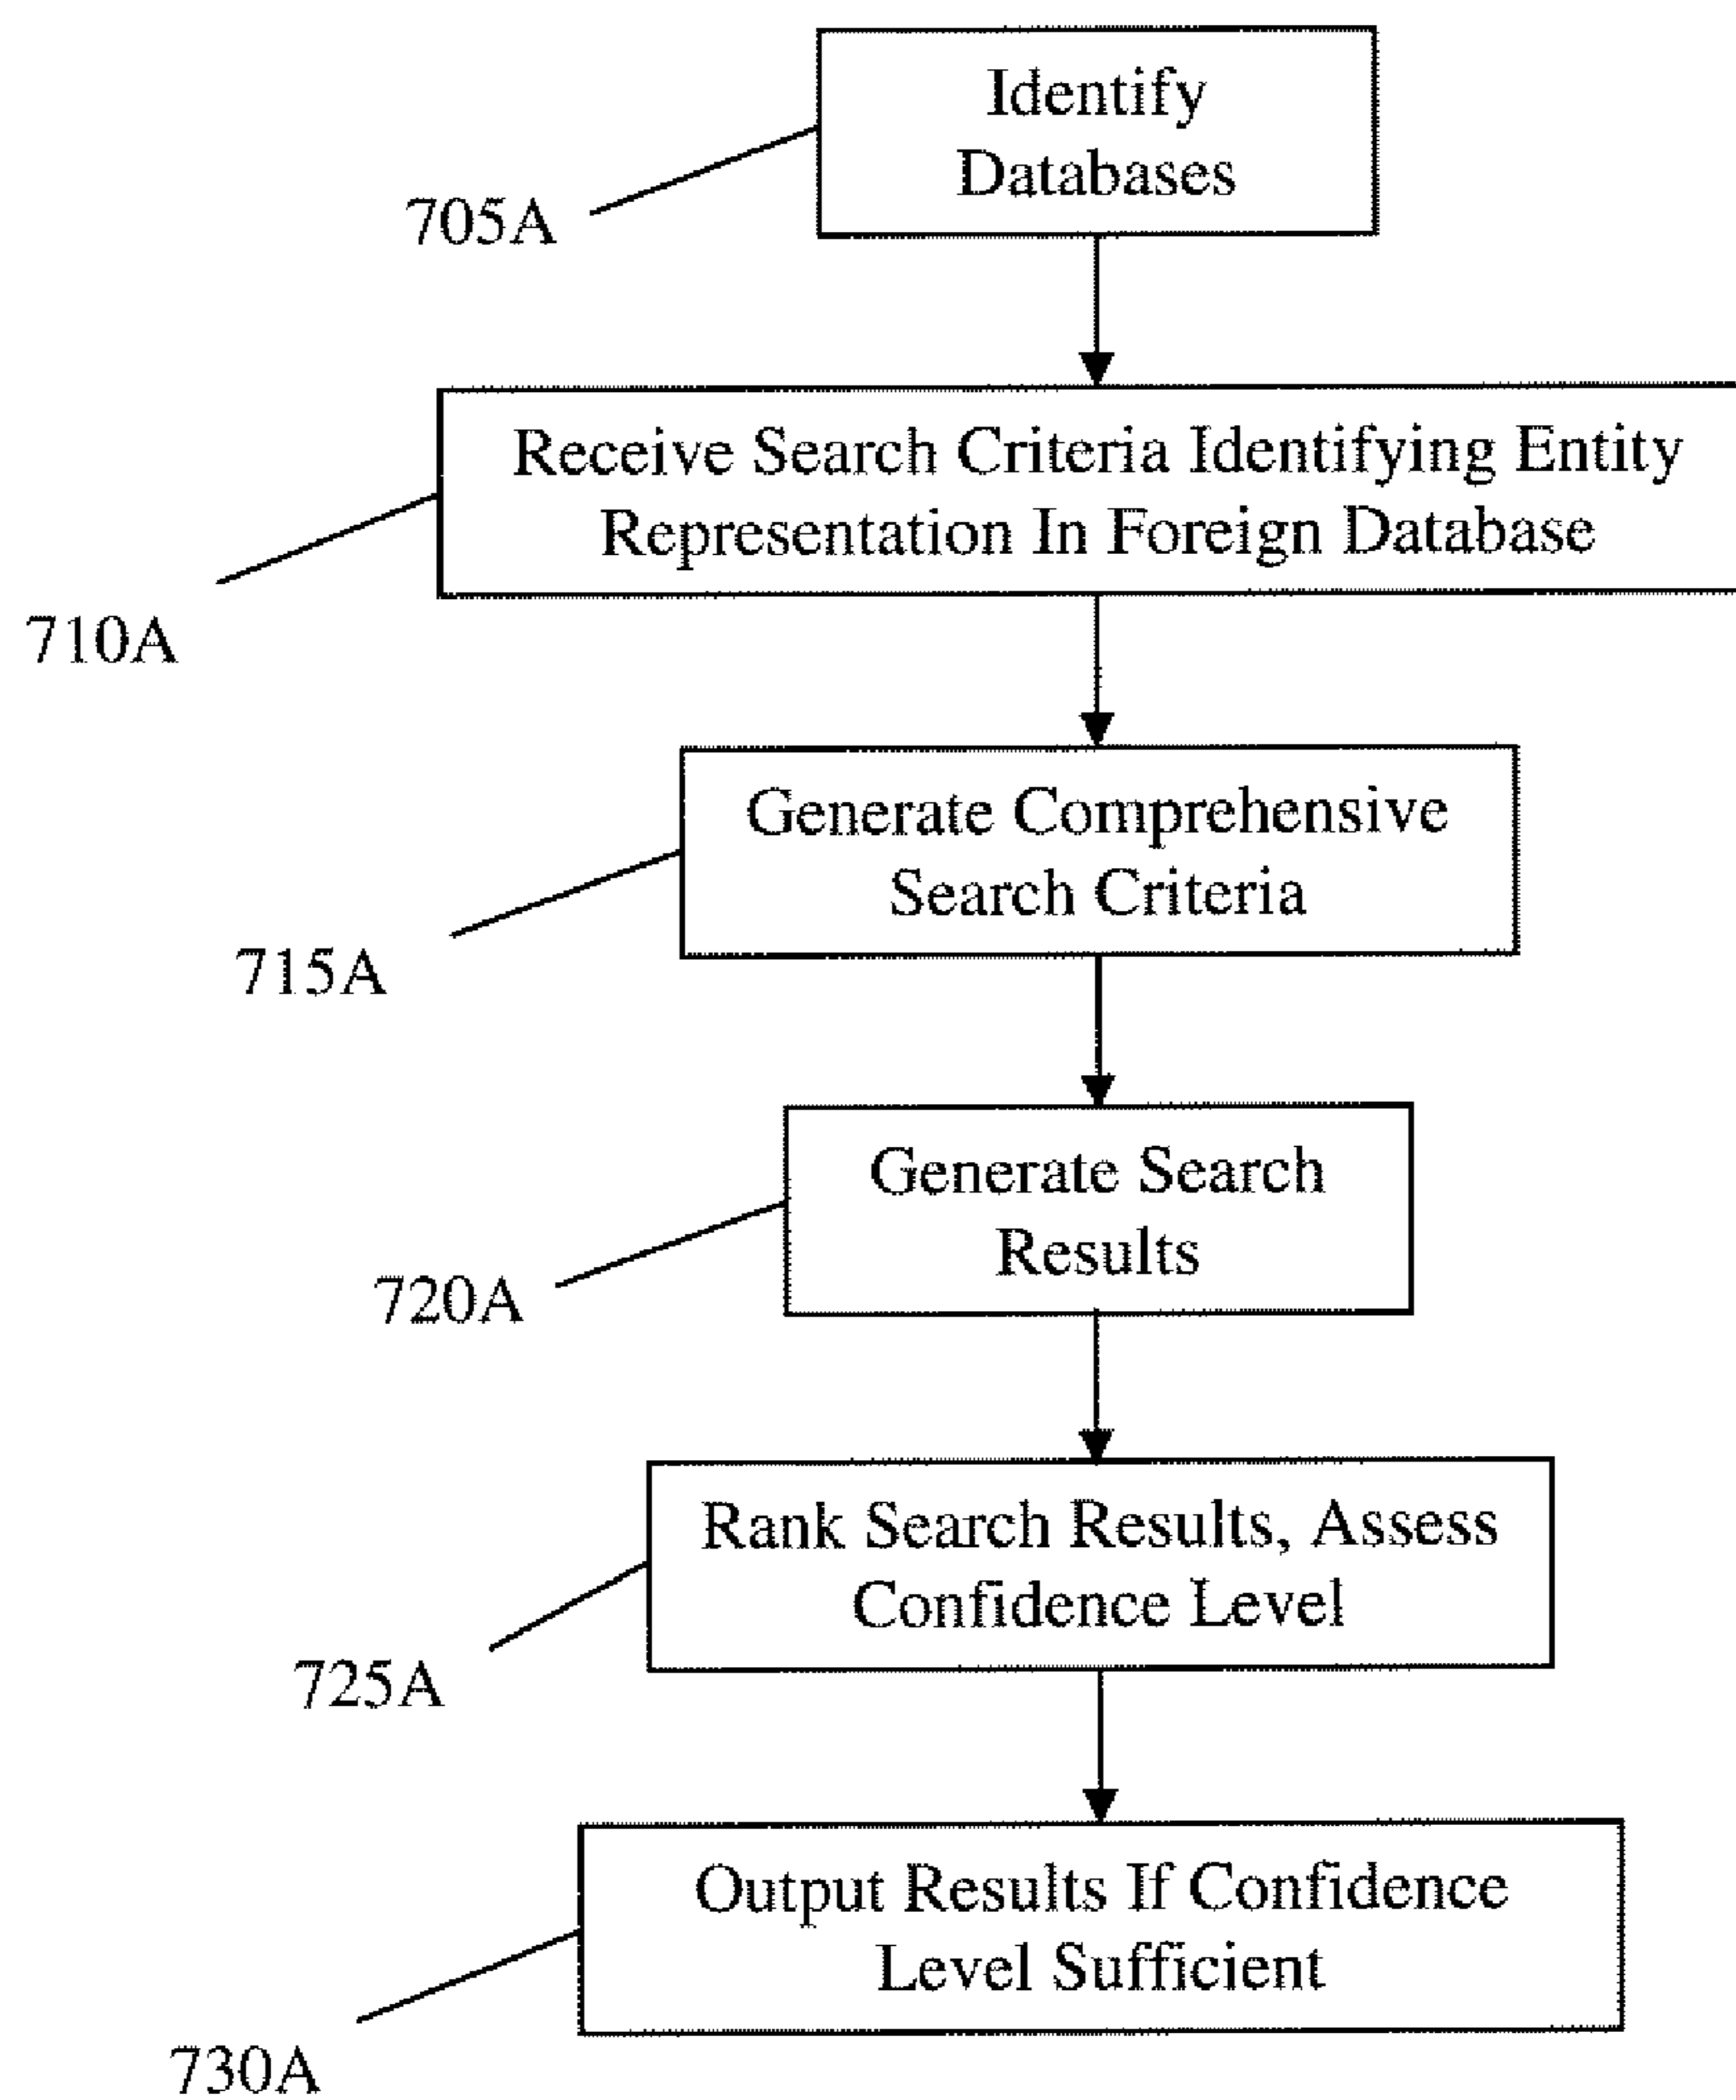 Identify
Databases
705A
Receive Search Criteria Identifying Entity
Representation In Foreign Database
710A
Generate Comprehensive
Search Criteria
715A
Generate Search
Results
720A
Rank Search Results, Assess
Confidence Level
725A
Output Results If Confidence
Level Sufficient
730A